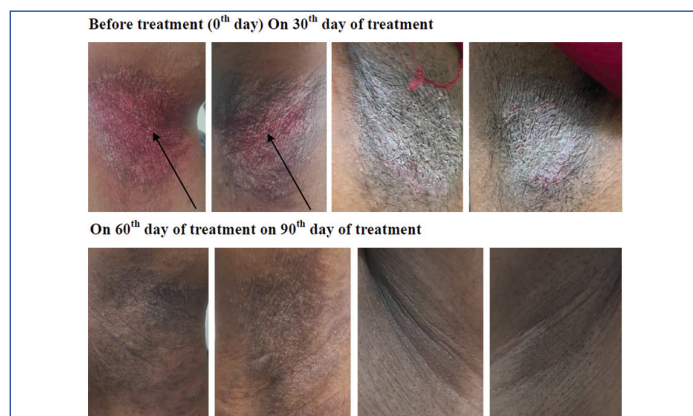 Before treatment (0th day) On 30th day of treatment
On 60th day of treatment on 90th day of treatment